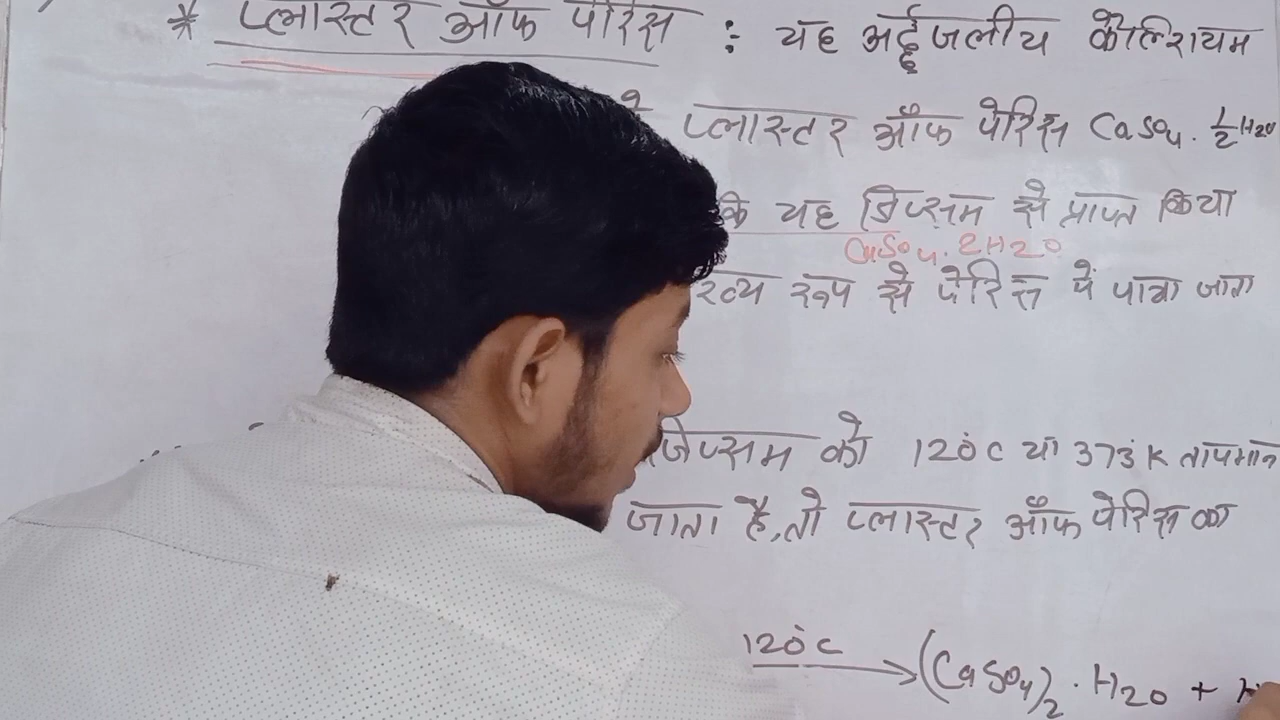 * प्लास्टर ऑफ पेरिस : यह अर्द्धजलीय कैल्शियम
प्लास्टर ऑफ पेरिस CaSO4. 1/2 H2O
कि यह जिप्सम से प्राप्त किया
CaSO4. 2H2O
रूप से पेरिस में पाया जाता
जिप्सम को 120°C या 373K तापमान
जाता है, तो प्लास्टर ऑफ पेरिस का
120°C → (CaSO4)2 . H2O + H